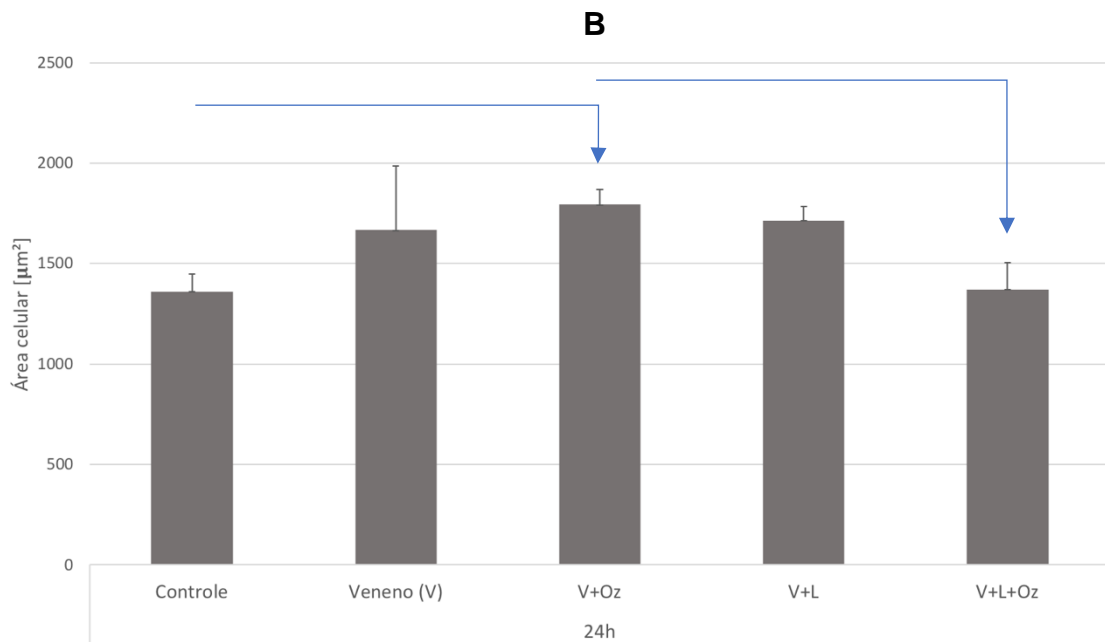 B
2500
2000
1500
1000
500
0
Área celular [µm²]
Controle Veneno (V) V+Oz V+L V+L+Oz
24h